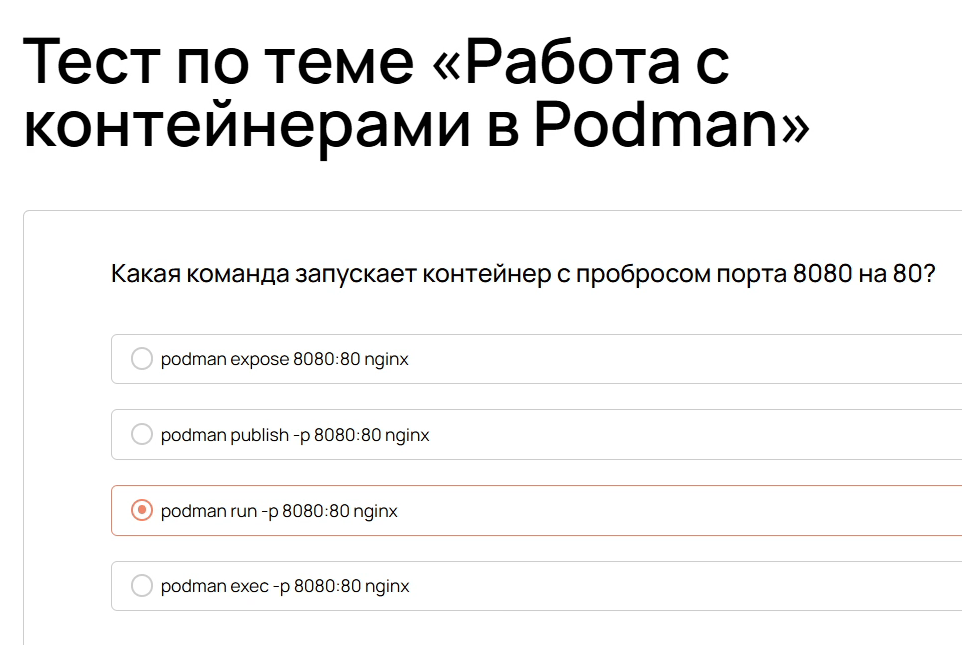 Тест по теме «Работа с
контейнерами в Podman»
Какая команда запускает контейнер с пробросом порта 8080 на 80?
podman expose 8080:80 nginx
podman publish -p 8080:80 nginx
podman run -p 8080:80 nginx
podman exec -p 8080:80 nginx